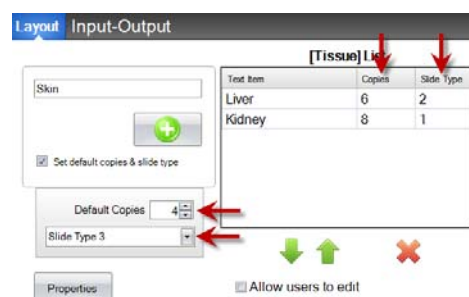 Layout Input-Output
[Tissue] List
Text Item Copies Slide Type
Skin
Liver 6 2
Kidney 8 1
Set default copies & slide type
Default Copies 4
Slide Type 3
Properties
Allow users to edit